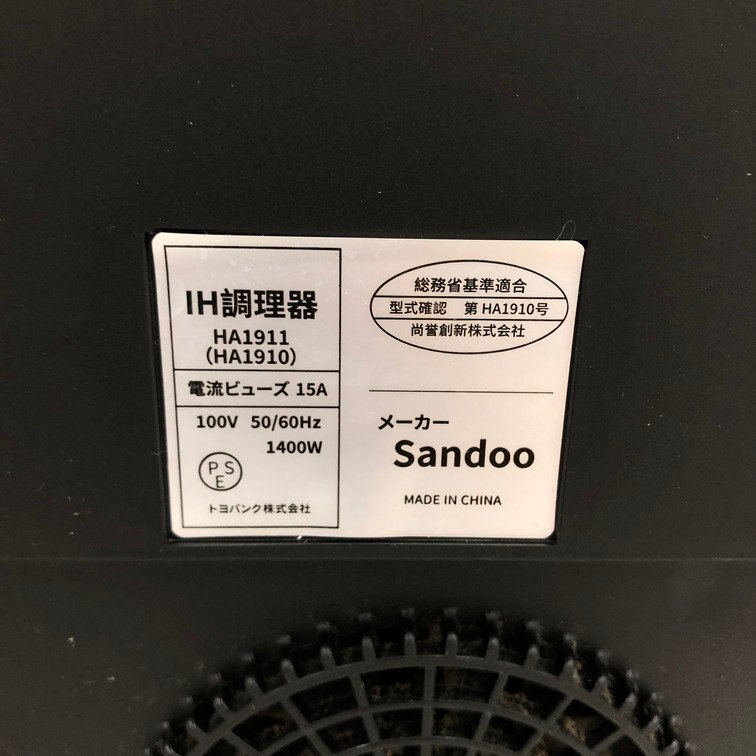 IH調理器
HA1911
(HA1910)
電流ビューズ 15A
100V 50/60Hz
1400W
PSE
トヨバンク株式会社
総務省基準適合
型式確認 第 HA1910号
尚誉創新株式会社
メーカー
Sandoo
MADE IN CHINA